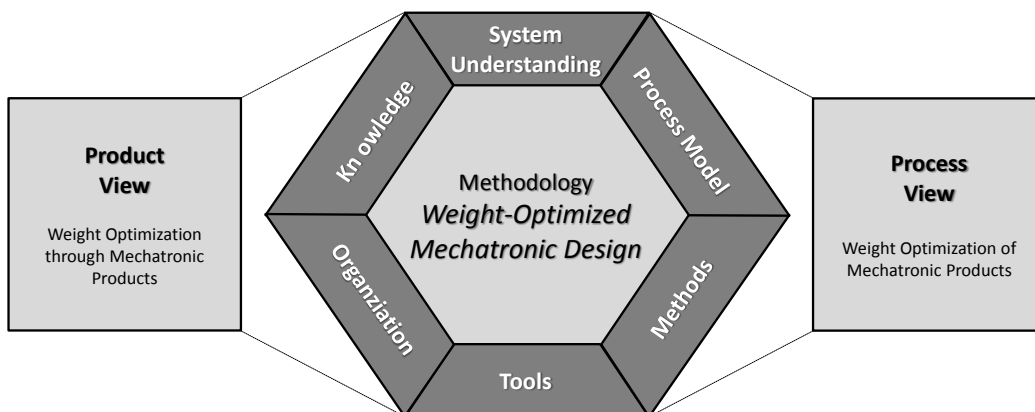 System
Understanding
Kn owledge
Process Model
Product
View
Weight Optimization
through Mechatronic
Products
Methodology
Weight-Optimized
Mechatronic Design
Process
View
Weight Optimization of
Mechatronic Products
Organziation
Methods
Tools